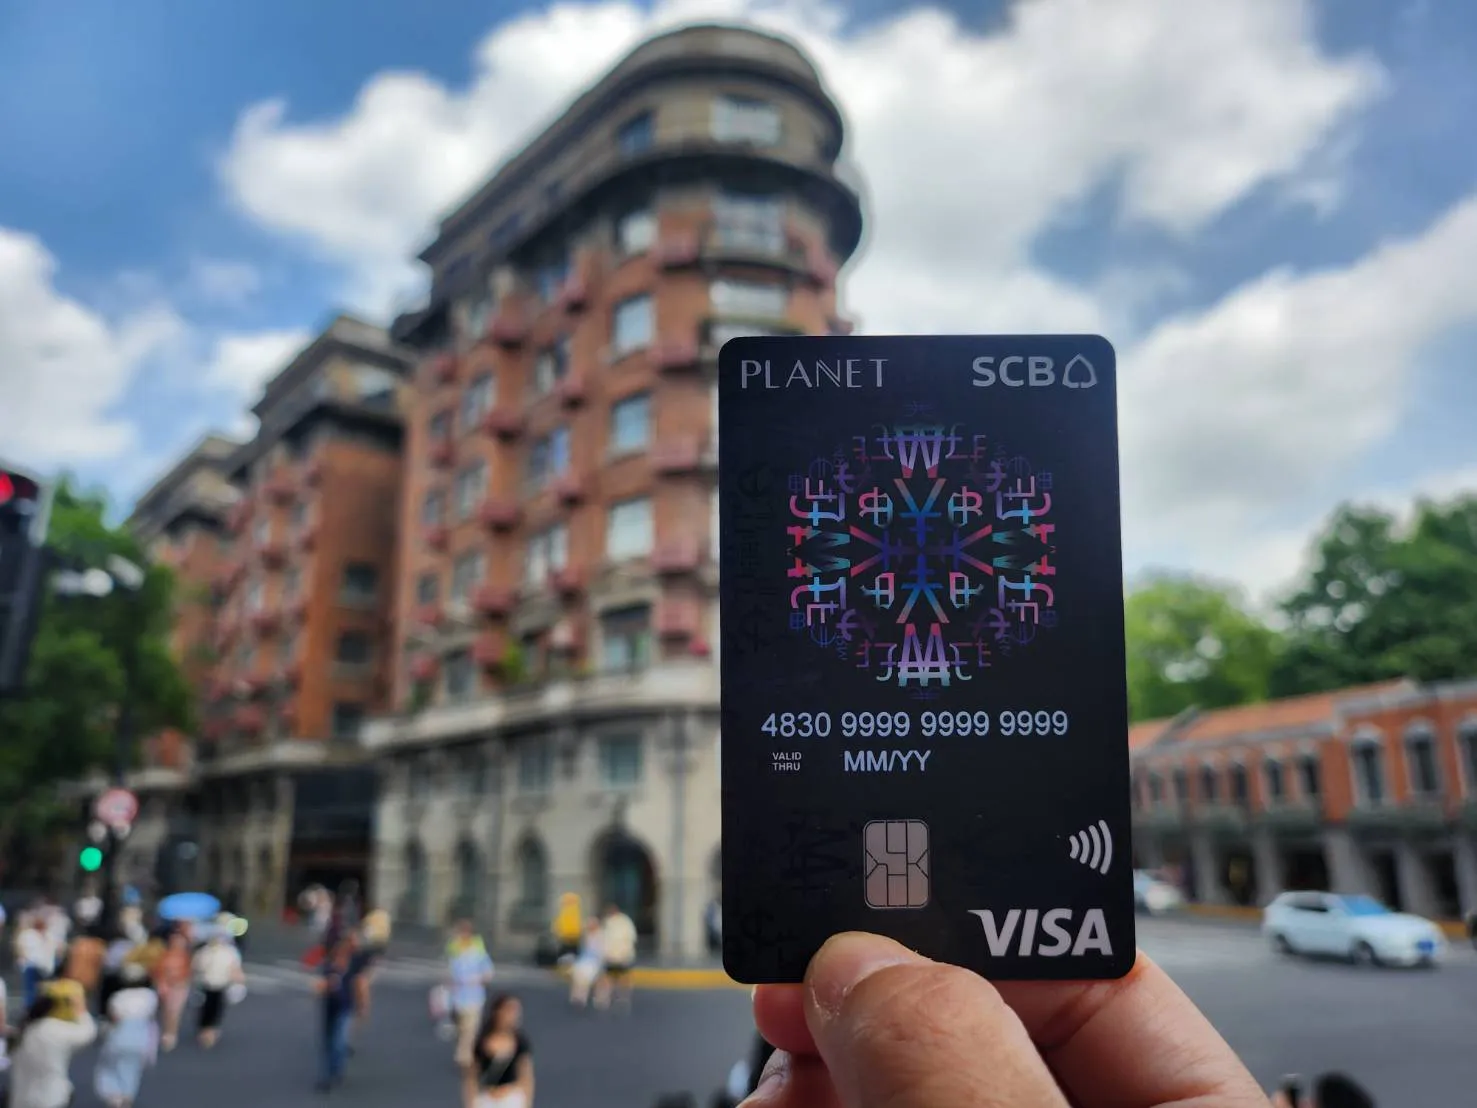 PLANET SCB
4830 9999 9999 9999
VALID THRU MM/YY
VISA